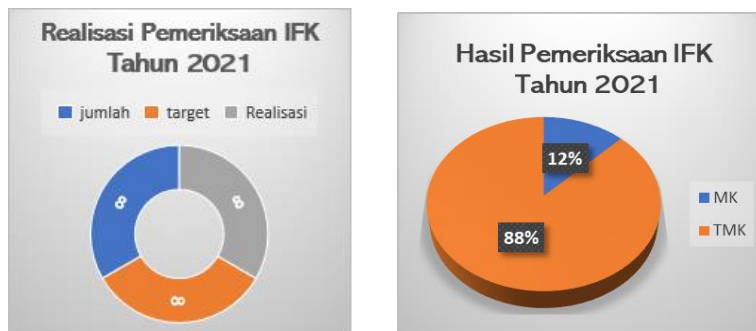 Realisasi Pemeriksaan IFK
Tahun 2021
jumlah target Realisasi
8
8
8
Hasil Pemeriksaan IFK
Tahun 2021
12%
88%
MK
TMK